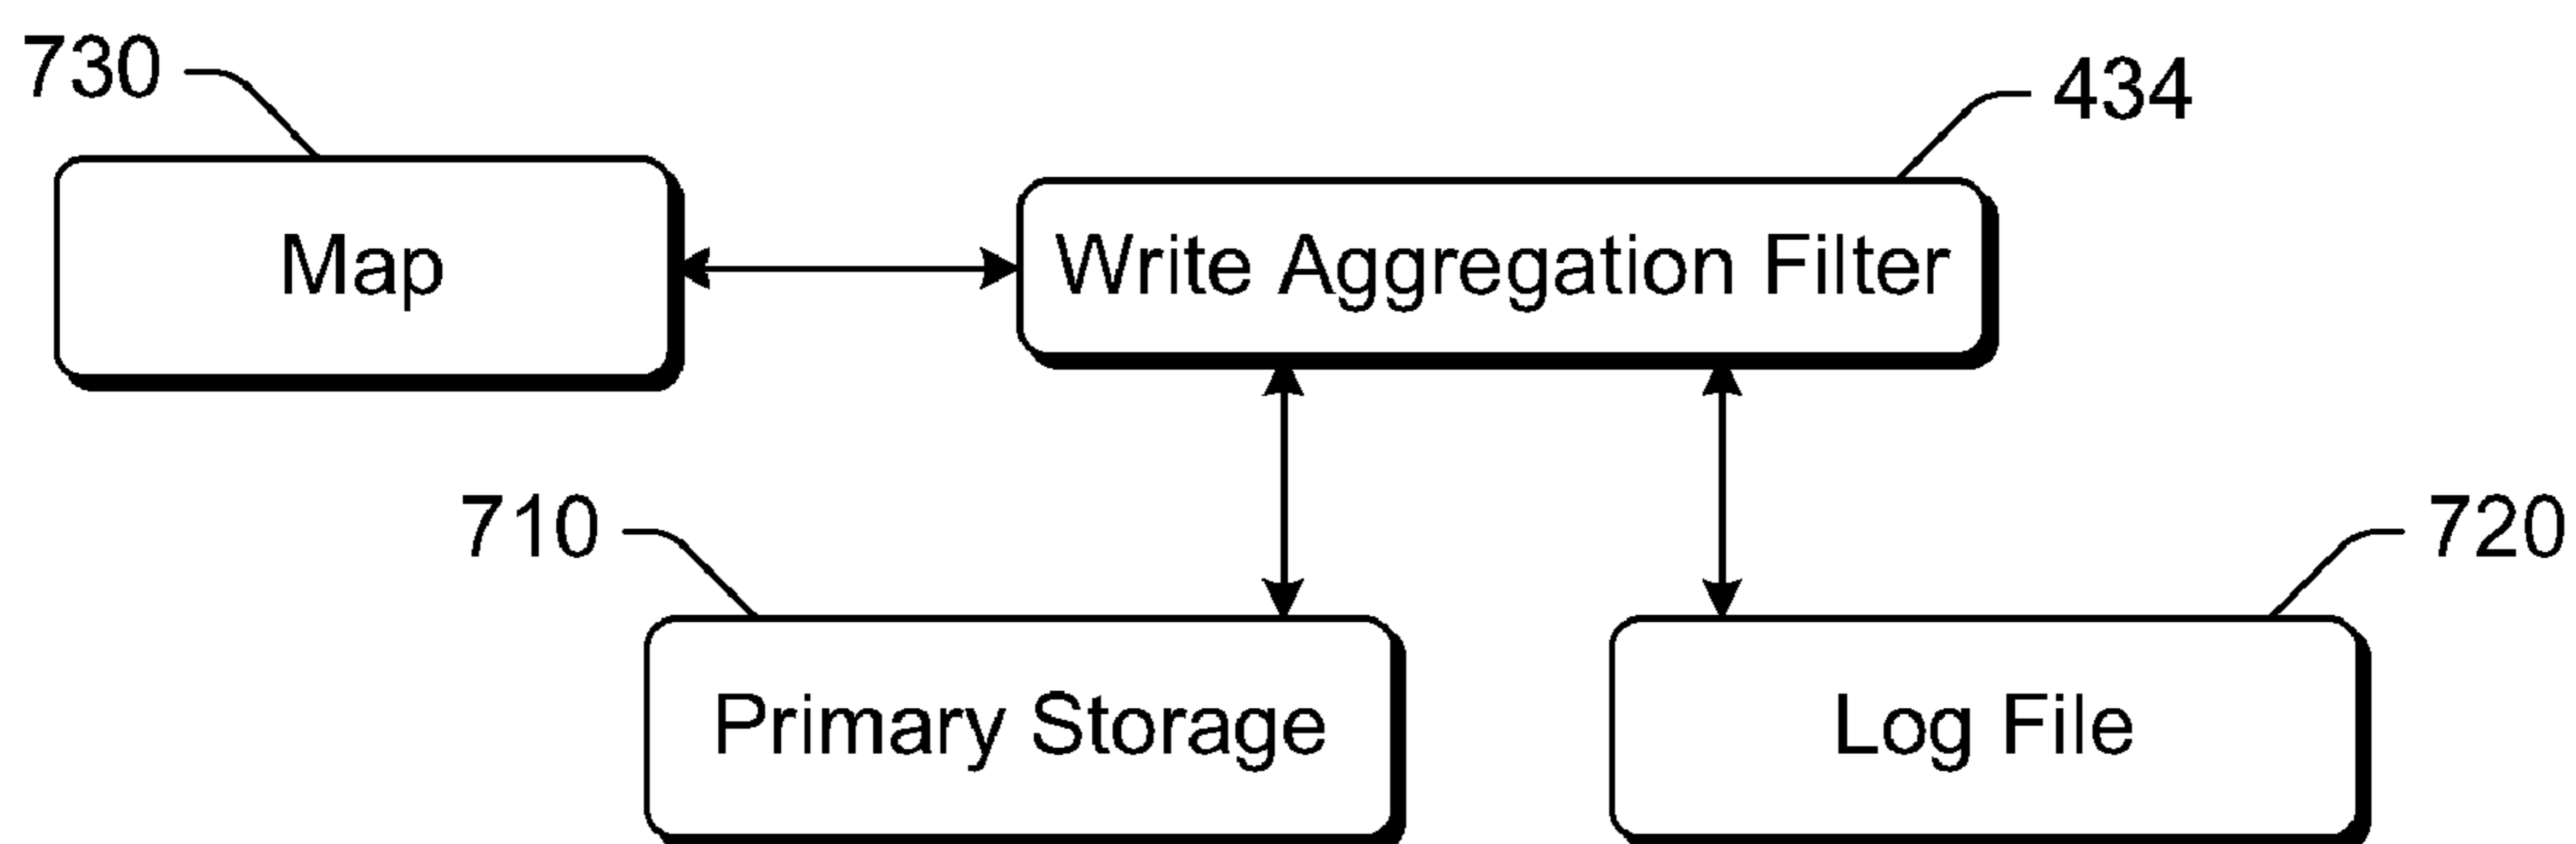 730
434
Map
Write Aggregation Filter
710
720
Primary Storage
Log File